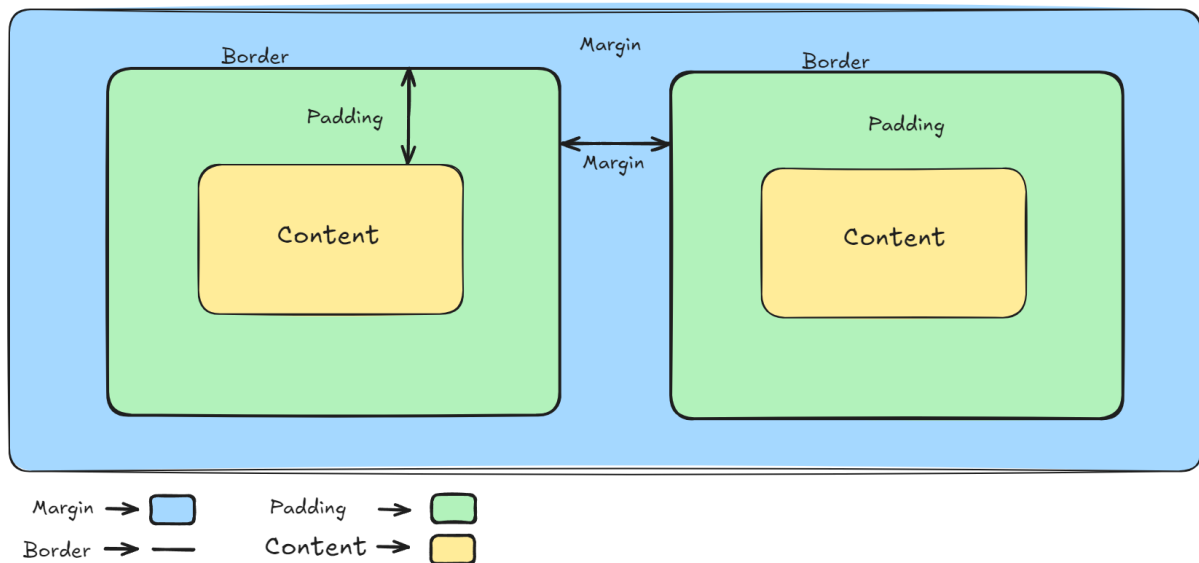 Margin
Border
Border
Padding
Padding
Margin
Content
Content
Margin
Padding
Border
Content